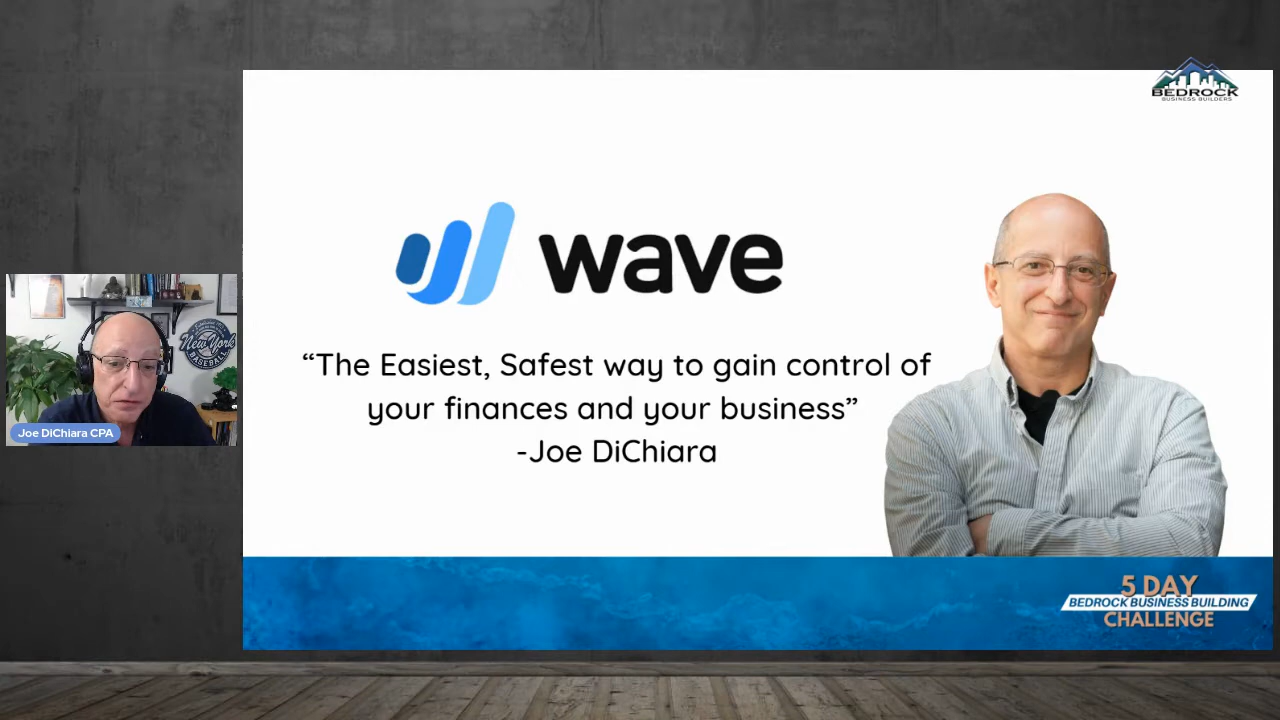 BEDROCK
BUSINESS BUILDERS
wave
“The Easiest, Safest way to gain control of
your finances and your business”
-Joe DiChiara
New York
BASEBALL
Joe DiChiara CPA
5 DAY
BEDROCK BUSINESS BUILDING
CHALLENGE